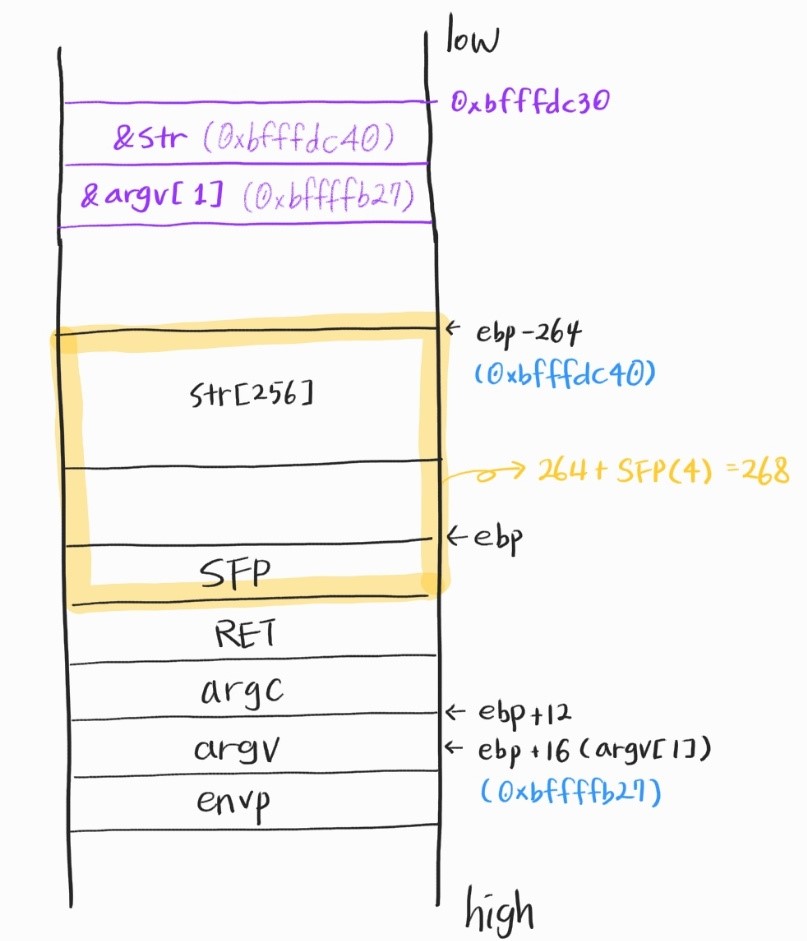 low
0xbfffdc30
&str (0xbfffdc40)
&argv[1] (0xbffffb27)
← ebp-264
(0xbfffdc40)
str[256]
264 + SFP(4) = 268
← ebp
SFP
RET
argc
← ebp+12
argv
← ebp+16 (argv[1])
(0xbffffb27)
envp
high